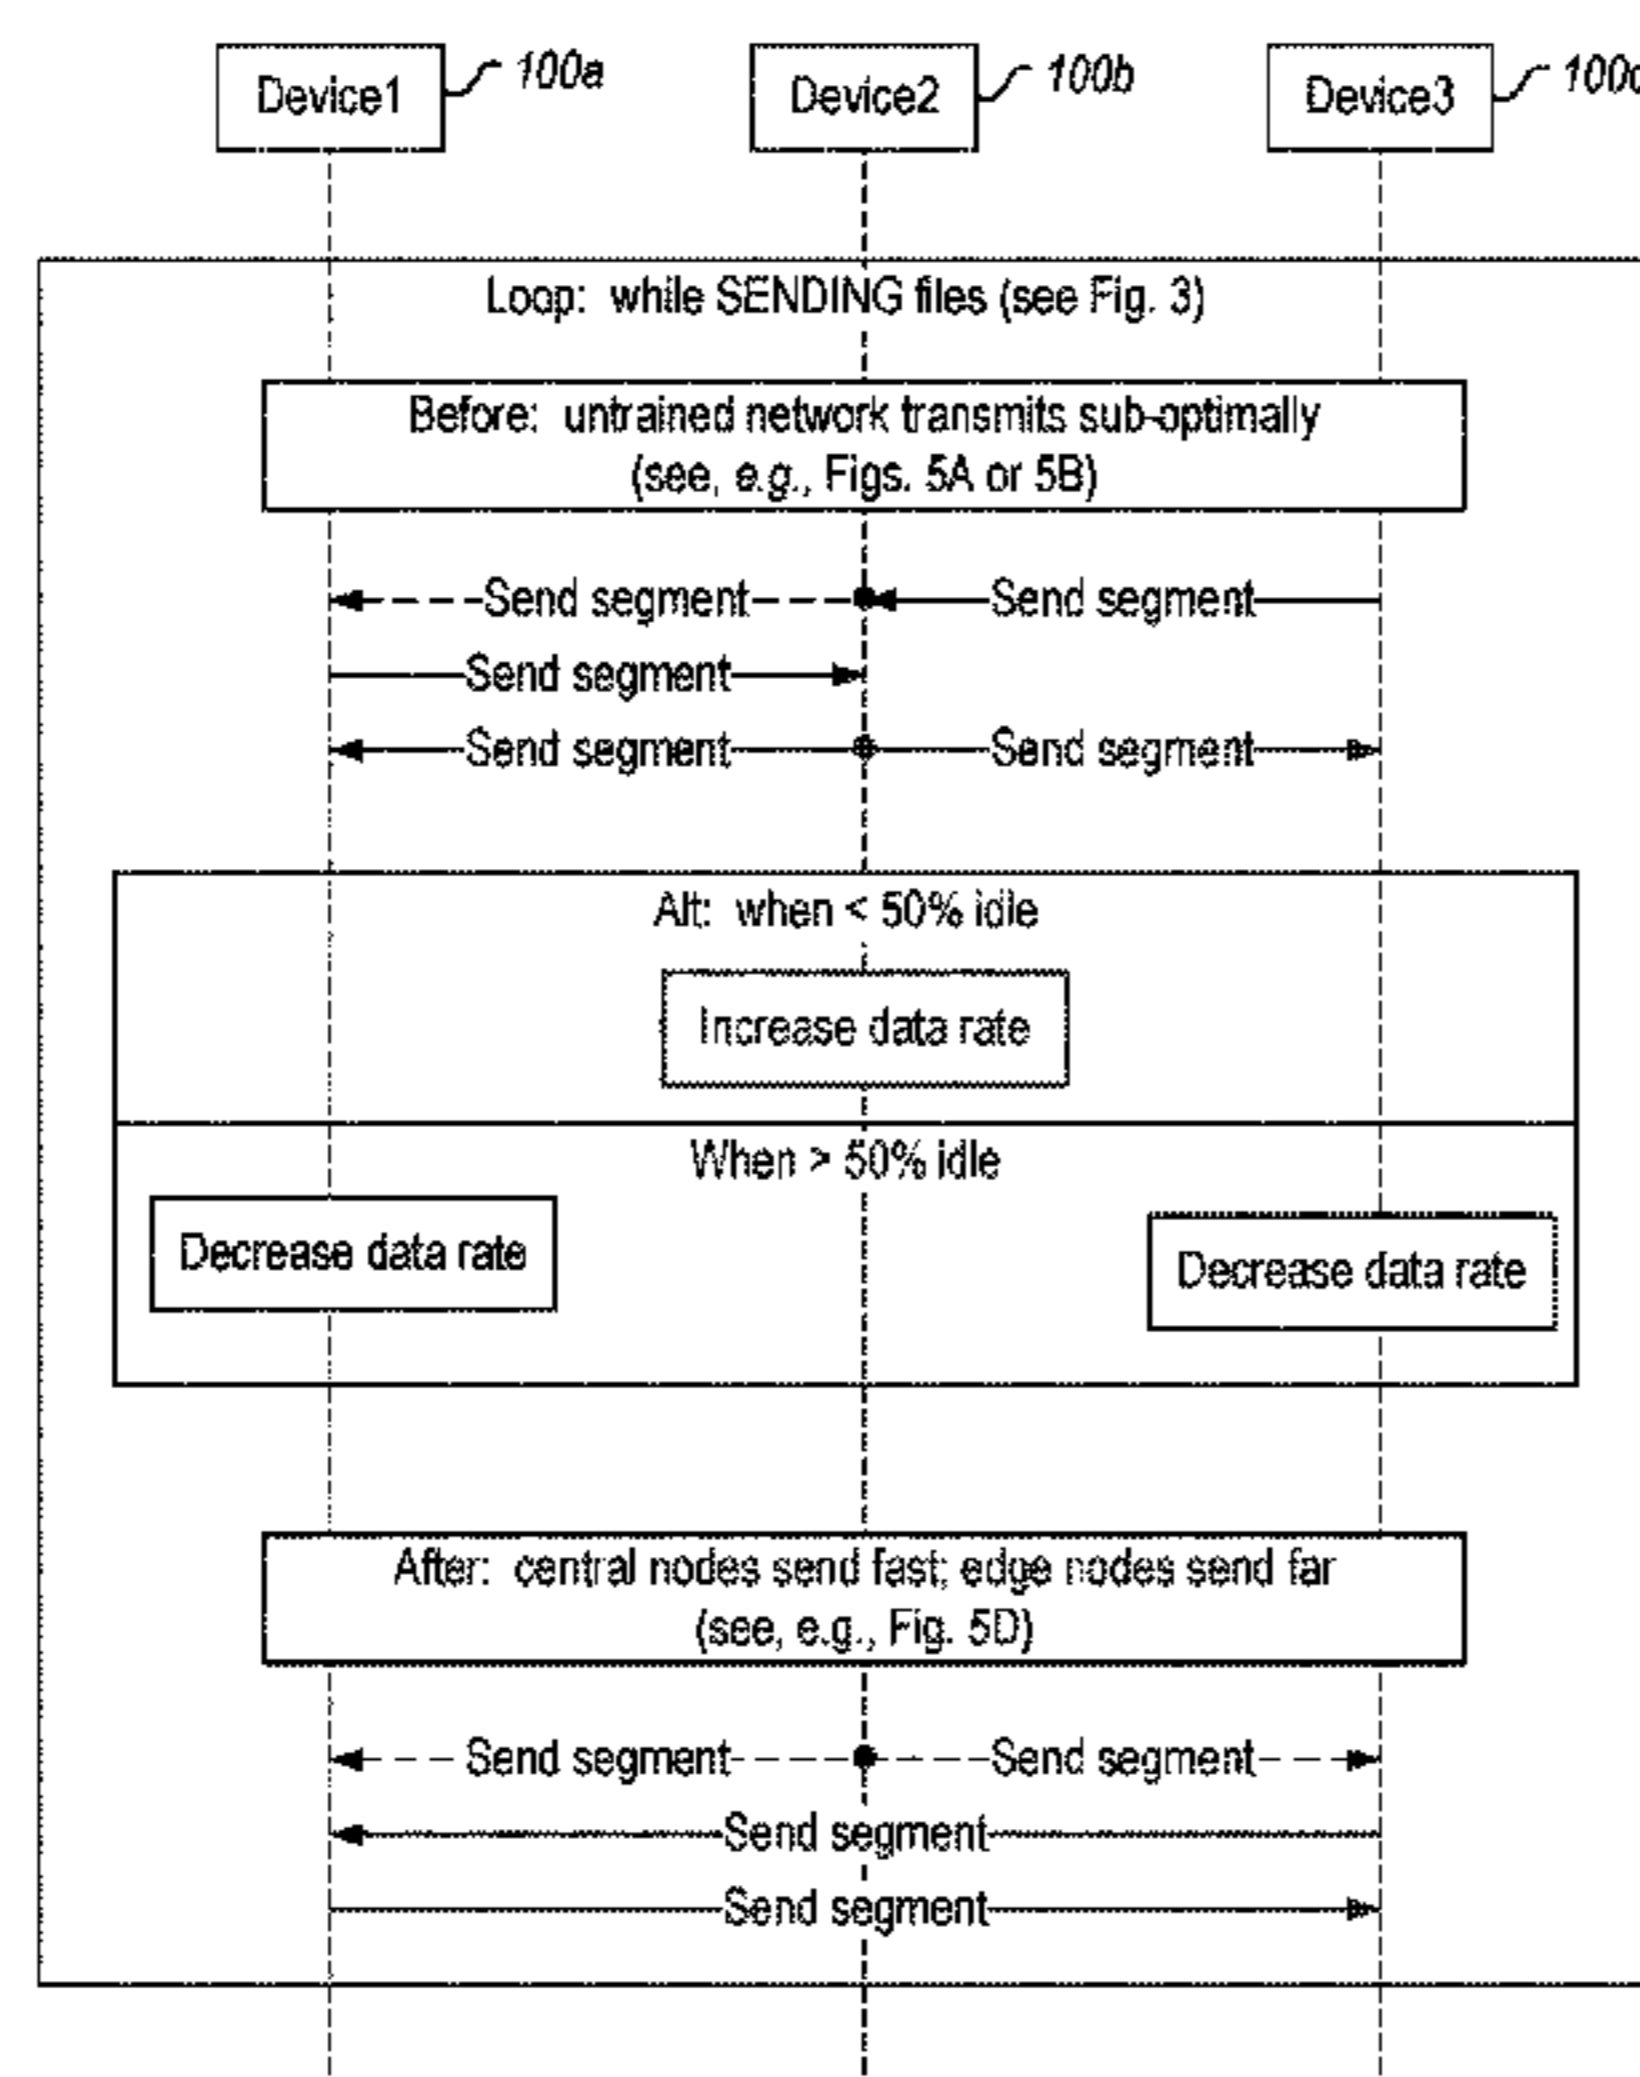 Device1 100a Device2 100b Device3
Loop: while SENDING files (see Fig. 3)
Before: untrained network transmits sub-optimally
(see, e.g., Figs. 5A or 5B)
Send segment Send segment
Send segment
Send segment Send segment
Alt: when < 50% idle
Increase data rate
When > 50% idle
Decrease data rate Decrease data rate
After: central nodes send fast; edge nodes send far
(see, e.g., Fig. 5D)
Send segment Send segment
Send segment
Send segment